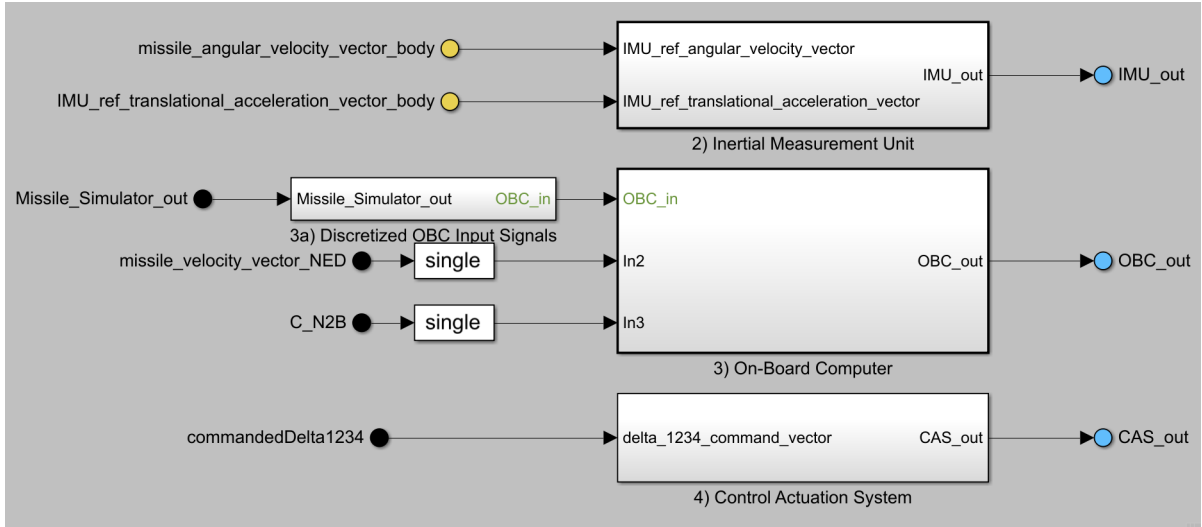 missile_angular_velocity_vector_body
IMU_ref_angular_velocity_vector
IMU_out
IMU_out
IMU_ref_translational_acceleration_vector_body
IMU_ref_translational_acceleration_vector
2) Inertial Measurement Unit
Missile_Simulator_out
Missile_Simulator_out
OBC_in
OBC_in
3a) Discretized OBC Input Signals
missile_velocity_vector_NED
single
In2
OBC_out
OBC_out
C_N2B
single
In3
3) On-Board Computer
commandedDelta1234
delta_1234_command_vector
CAS_out
CAS_out
4) Control Actuation System